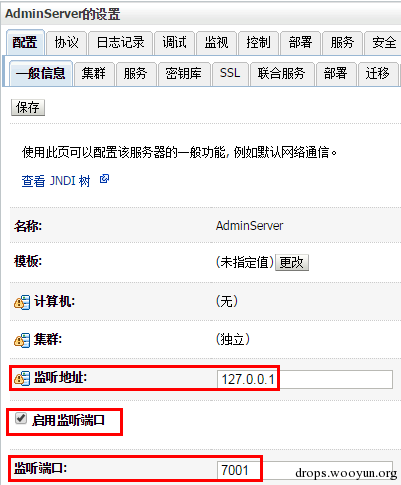 AdminServer的设置
配置 协议 日志记录 调试 监视 控制 部署 服务 安全
一般信息 集群 服务 密钥库 SSL 联合服务 部署 迁移
保存
使用此页可以配置该服务器的一般功能, 例如默认网络通信。
查看 JNDI 树
名称: AdminServer
模板: (未指定值) 更改
计算机: (无)
集群: (独立)
监听地址: 127.0.0.1
启用监听端口
监听端口: 7001
drops.wooyun.org